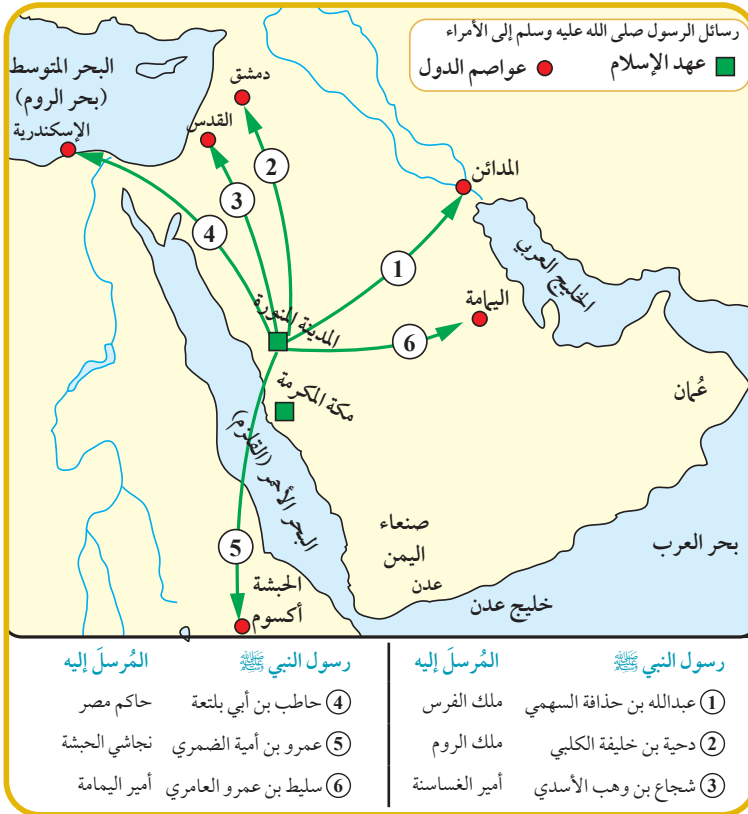 رسائل الرسول صلى الله عليه وسلم إلى الأمراء
عهد الإسلام
عواصم الدول
البحر المتوسط
(بحر الروم)
الإسكندرية
دمشق
القدس
المدائن
2
3
4
1
الخليج العربي
المدينة المنورة
اليمامة
6
مكة المكرمة
عُمان
البحر الأحمر (القلزم)
صنعاء
اليمن
عدن
بحر العرب
خليج عدن
5
الحبشة
أكسوم
رسول النبي ﷺ المُرسلَ إليه
1 عبدالله بن حذافة السهمي ملك الفرس
2 دحية بن خليفة الكلبي ملك الروم
3 شجاع بن وهب الأسدي أمير الغساسنة
رسول النبي ﷺ المُرسلَ إليه
4 حاطب بن أبي بلتعة حاكم مصر
5 عمرو بن أمية الضمري نجاشي الحبشة
6 سليط بن عمرو العامري أمير اليمامة